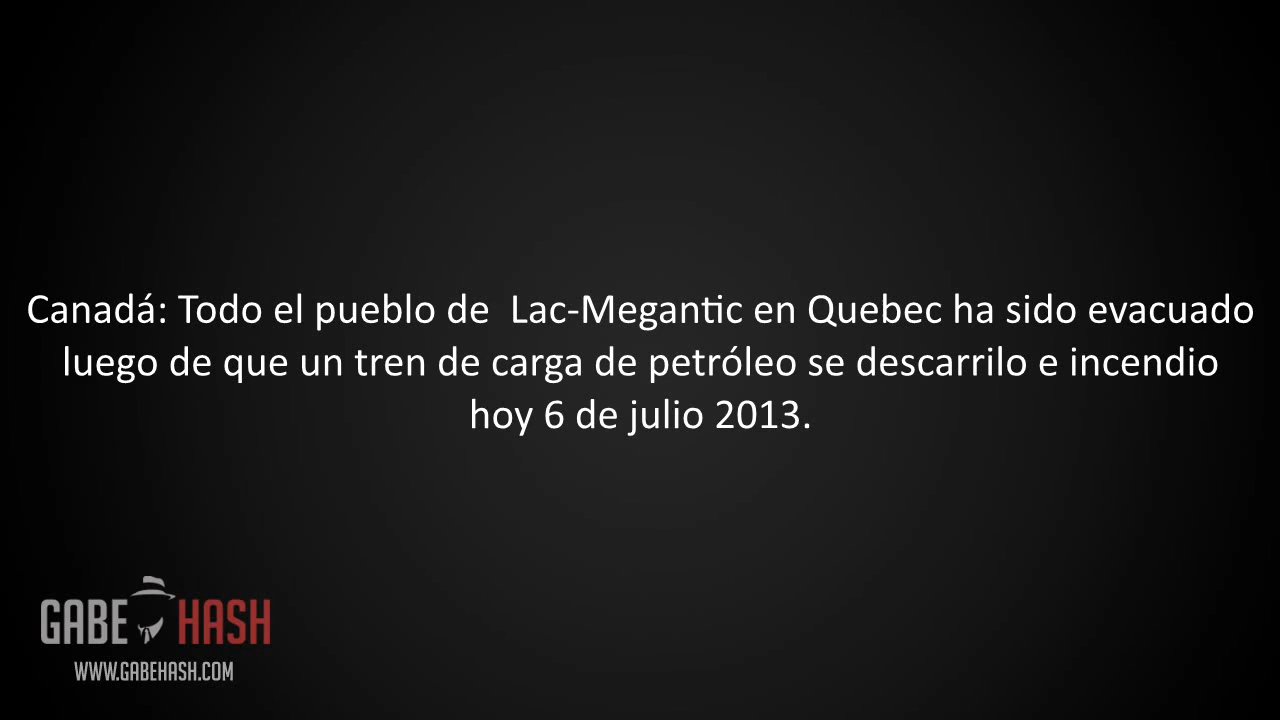 Canadá: Todo el pueblo de  Lac-Megantic en Quebec ha sido evacuado
luego de que un tren de carga de petróleo se descarrilo e incendio
hoy 6 de julio 2013.
GABE HASH
WWW.GABEHASH.COM